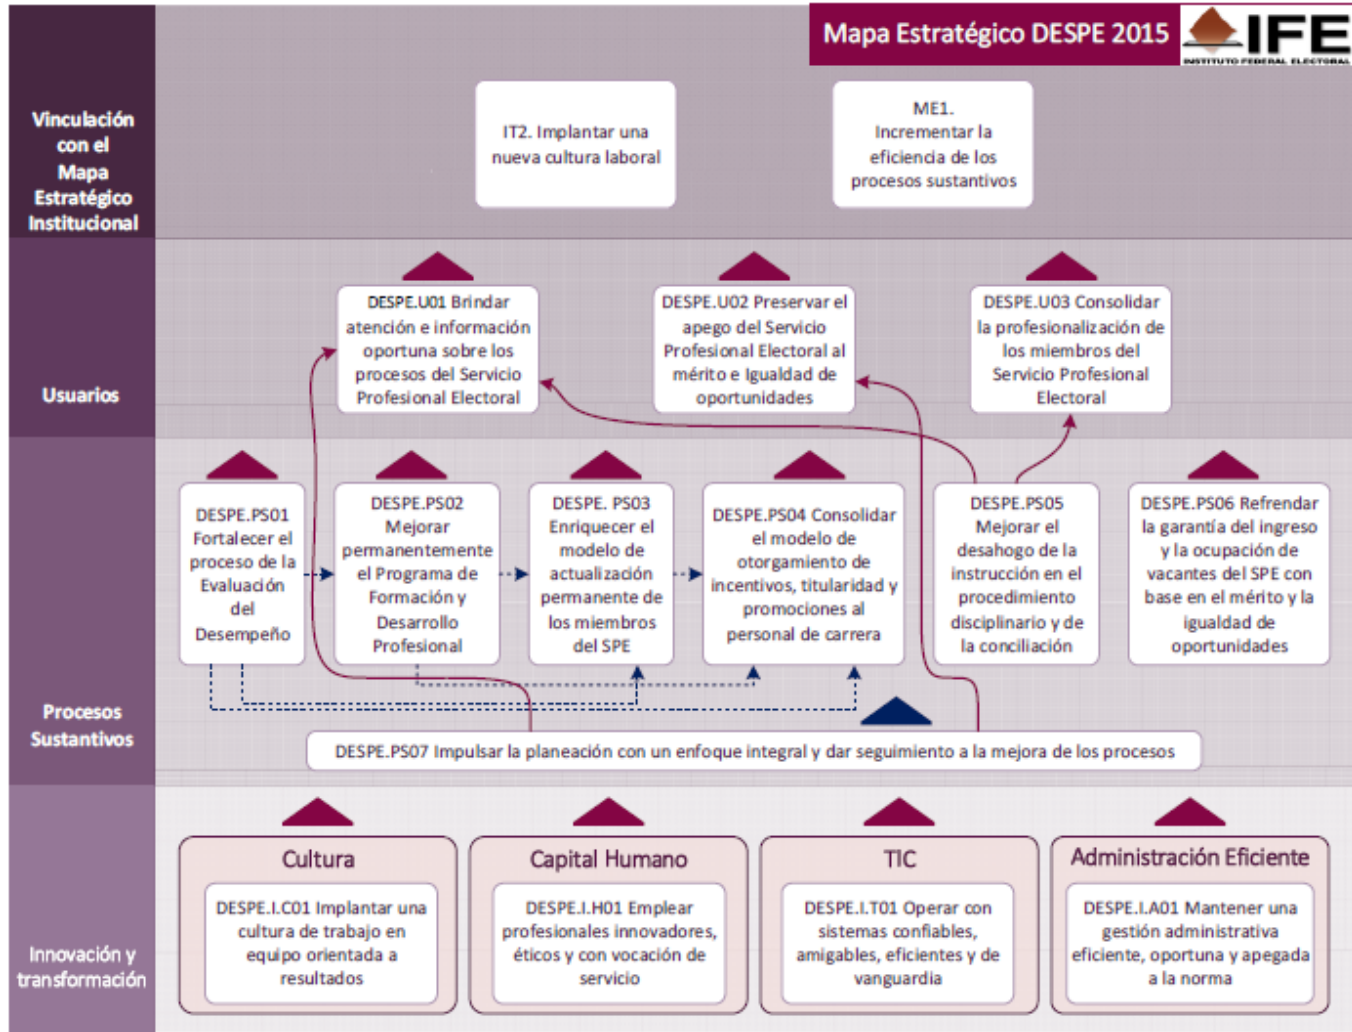 Mapa Estratégico DESPE 2015
IFE
INSTITUTO FEDERAL ELECTORAL
Vinculación
con el
Mapa
Estratégico
Institucional
IT2. Implantar una
nueva cultura laboral
ME1.
Incrementar la
eficiencia de los
procesos sustantivos
Usuarios
DESPE.U01 Brindar
atención e información
oportuna sobre los
procesos del Servicio
Profesional Electoral
DESPE.U02 Preservar el
apego del Servicio
Profesional Electoral al
mérito e Igualdad de
oportunidades
DESPE.U03 Consolidar
la profesionalización de
los miembros del
Servicio Profesional
Electoral
Procesos
Sustantivos
DESPE.PS01
Fortalecer el
proceso de la
Evaluación
del
Desempeño
DESPE.PS02
Mejorar
permanentemente
el Programa de
Formación y
Desarrollo
Profesional
DESPE. PS03
Enriquecer el
modelo de
actualización
permanente de
los miembros
del SPE
DESPE.PS04 Consolidar
el modelo de
otorgamiento de
incentivos, titularidad y
promociones al
personal de carrera
DESPE.PS05
Mejorar el
desahogo de la
instrucción en el
procedimiento
disciplinario y de
la conciliación
DESPE.PS06 Refrendar
la garantía del ingreso
y la ocupación de
vacantes del SPE con
base en el mérito y la
igualdad de
oportunidades
DESPE.PS07 Impulsar la planeación con un enfoque integral y dar seguimiento a la mejora de los procesos
Innovación y
transformación
Cultura
DESPE.I.C01 Implantar una
cultura de trabajo en
equipo orientada a
resultados
Capital Humano
DESPE.I.H01 Emplear
profesionales innovadores,
éticos y con vocación de
servicio
TIC
DESPE.I.T01 Operar con
sistemas confiables,
amigables, eficientes y de
vanguardia
Administración Eficiente
DESPE.I.A01 Mantener una
gestión administrativa
eficiente, oportuna y apegada
a la norma